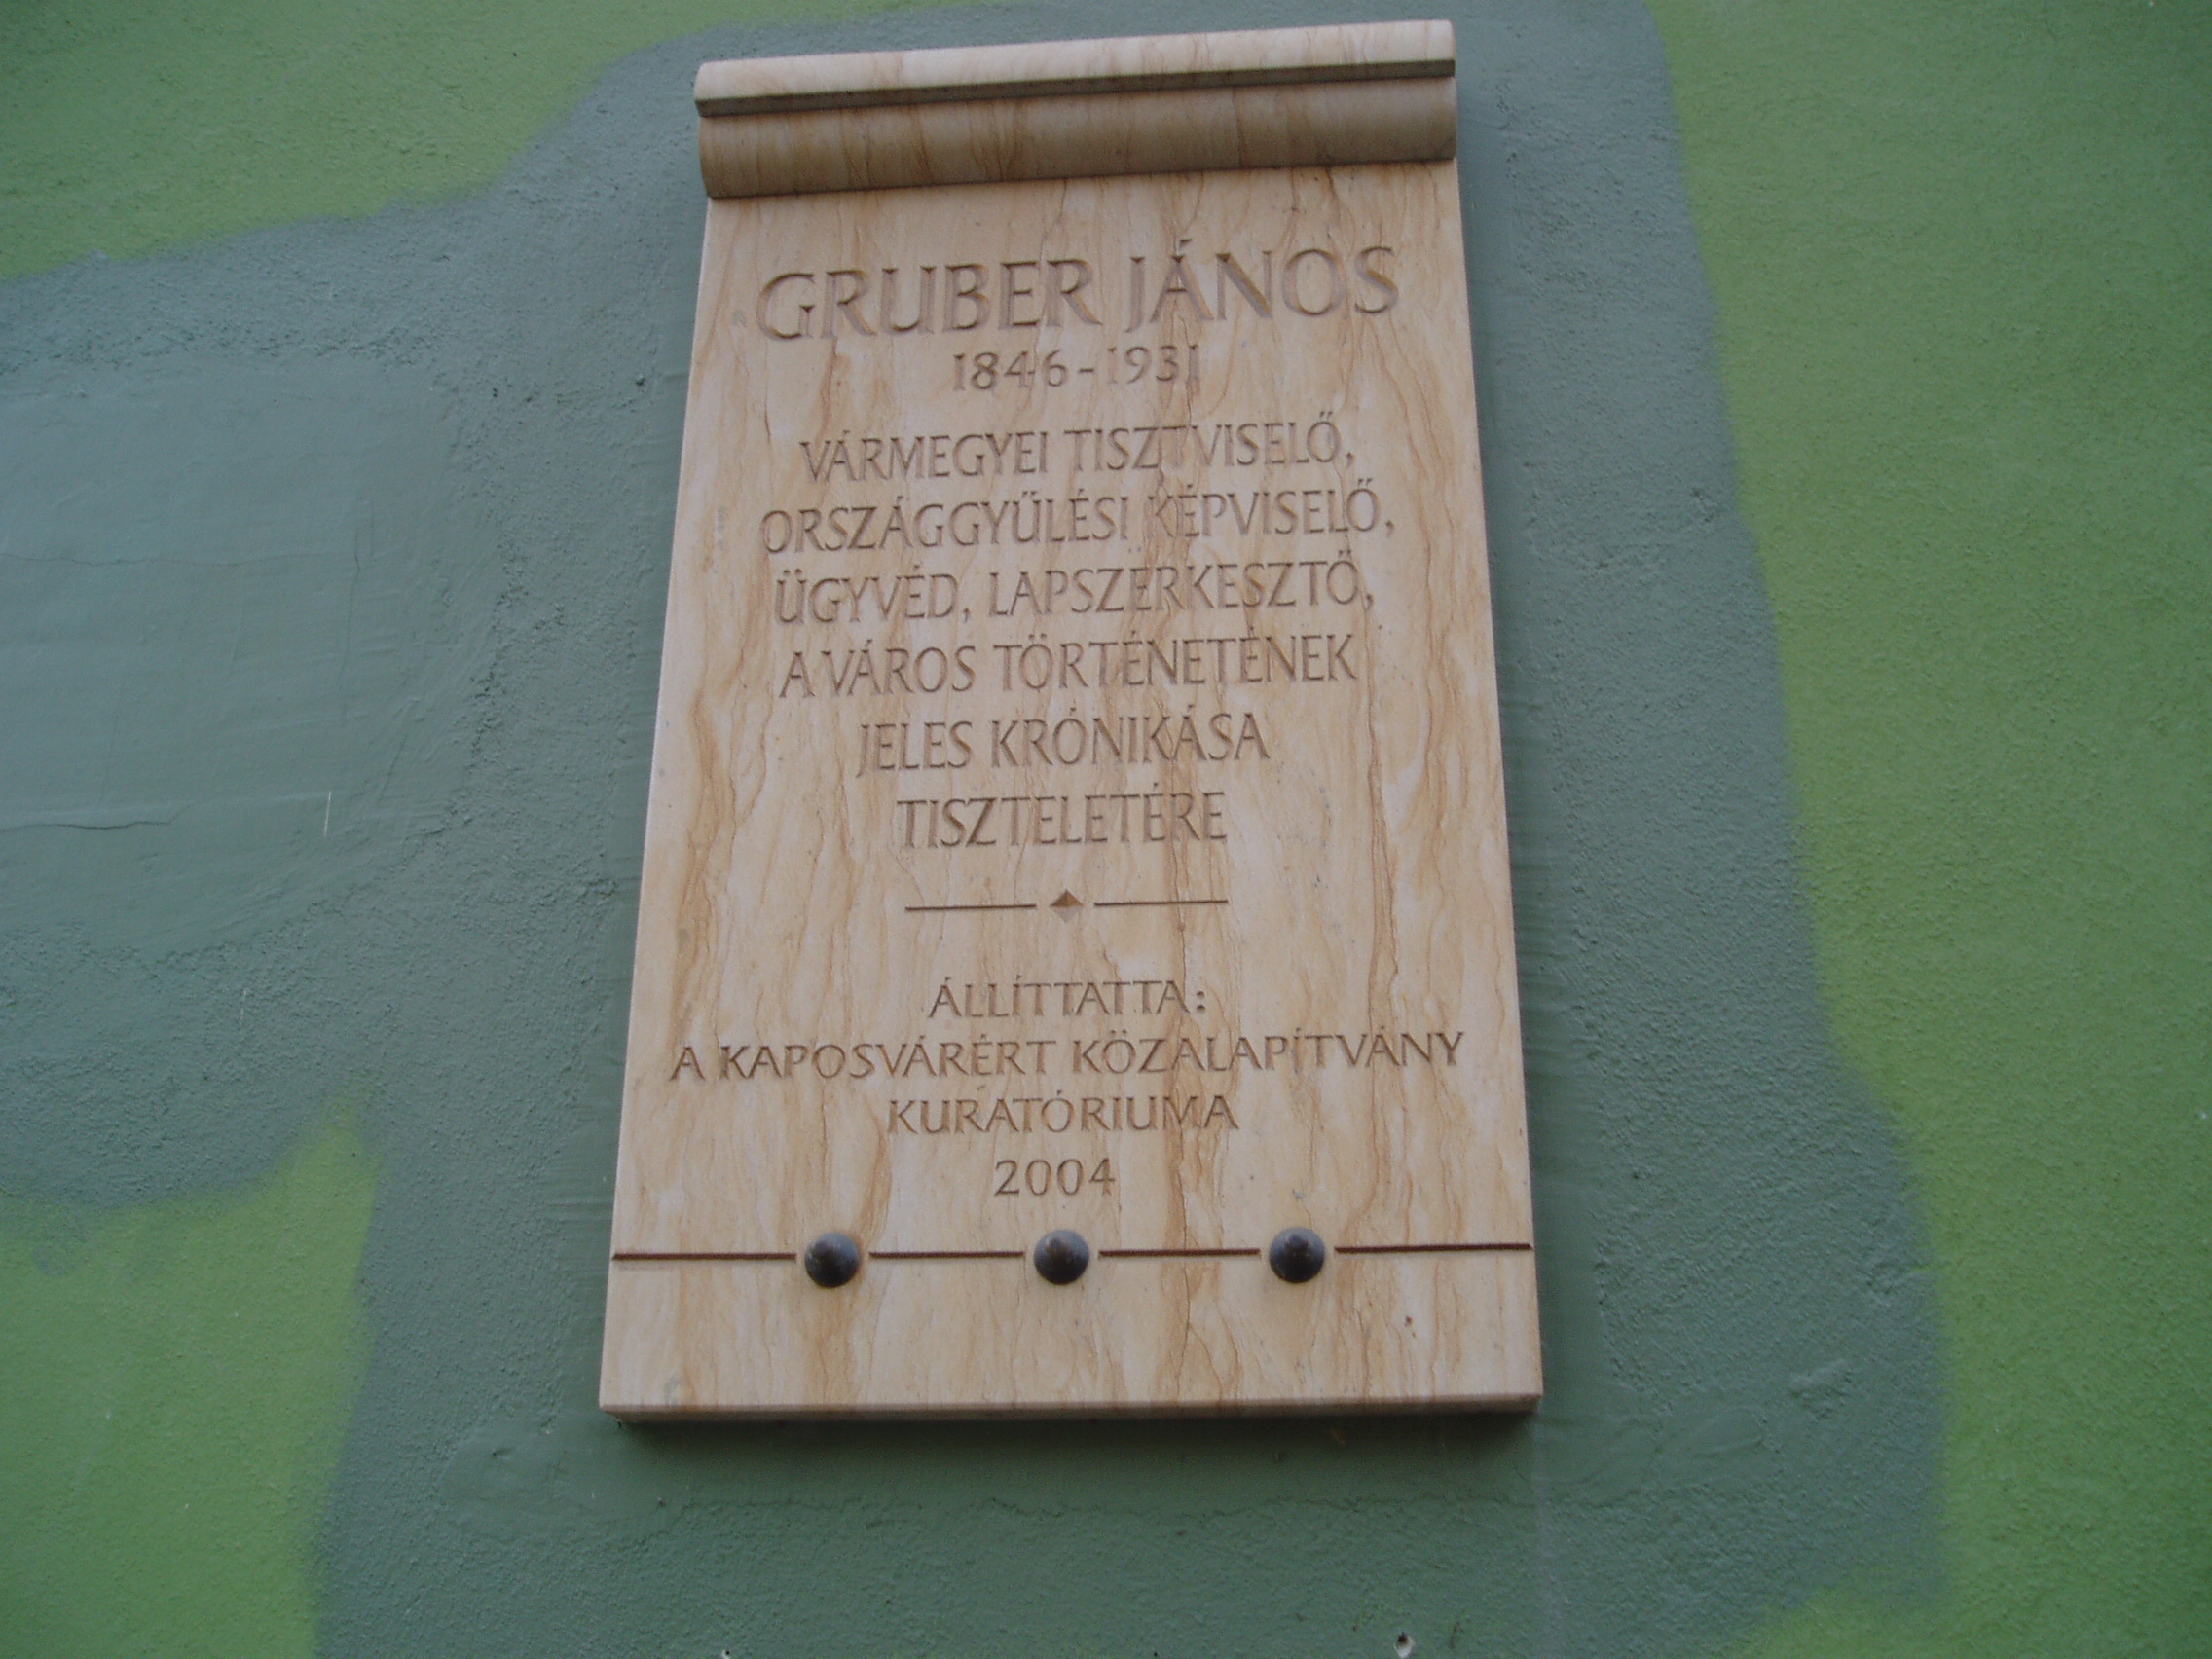 GRUBER JÁNOS
1846-1931
VÁRMEGYEI TISZTVISELŐ,
ORSZÁGGYŰLÉSI KÉPVISELŐ,
ÜGYVÉD, LAPSZERKESZTŐ,
A VÁROS TÖRTÉNETÉNEK
JELES KRÓNIKÁSA
TISZTELETÉRE
ÁLLÍTTATTA:
A KAPOSVÁRÉRT KÖZALAPÍTVÁNY
KURATÓRIUMA
2004